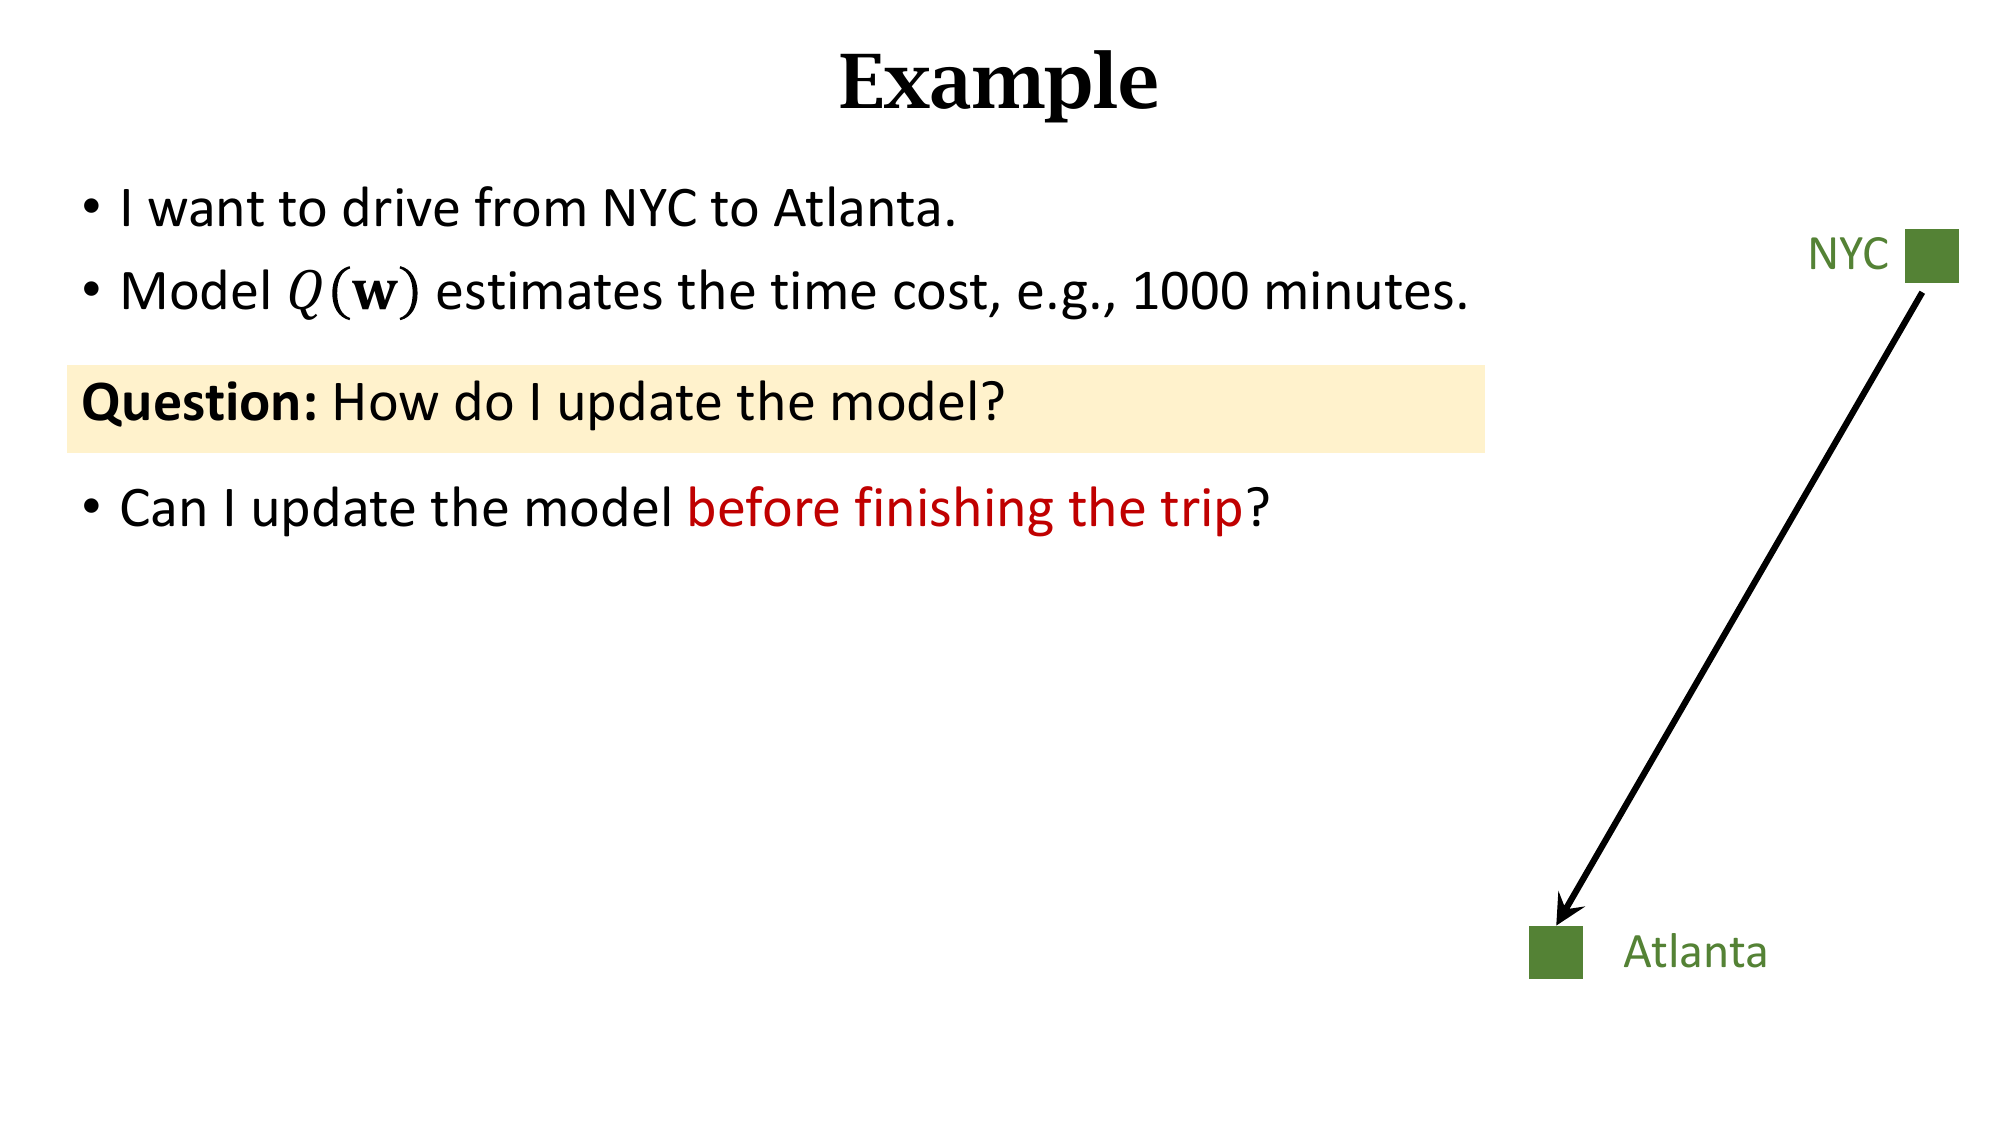 Example
• I want to drive from NYC to Atlanta.
• Model 𝑄(𝐰) estimates the time cost, e.g., 1000 minutes.
Question: How do I update the model?
• Can I update the model before finishing the trip?
NYC
Atlanta